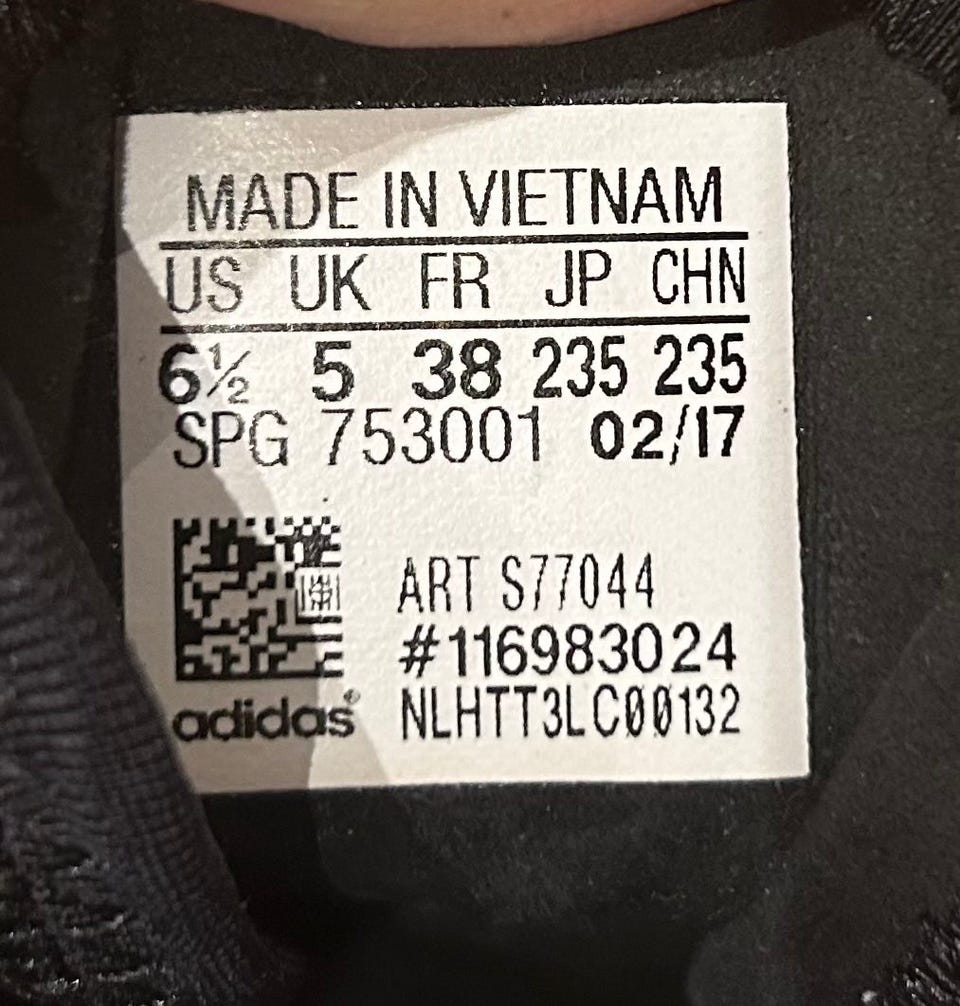 MADE IN VIETNAM
US UK FR JP CHN
6½ 5 38 235 235
SPG 753001 02/17
ART S77044
#116983024
adidas® NLHTT3LC00132